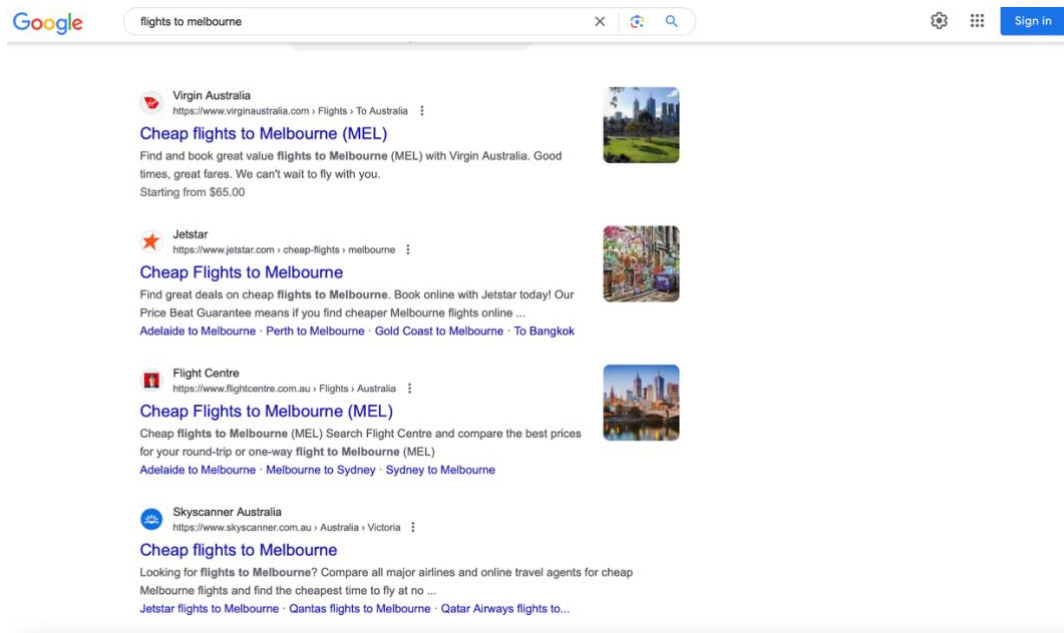 Google
flights to melbourne
Sign in
Virgin Australia
https://www.virginaustralia.com › Flights › To Australia
Cheap flights to Melbourne (MEL)
Find and book great value flights to Melbourne (MEL) with Virgin Australia. Good
times, great fares. We can't wait to fly with you.
Starting from $65.00
Jetstar
https://www.jetstar.com › cheap-flights › melbourne
Cheap Flights to Melbourne
Find great deals on cheap flights to Melbourne. Book online with Jetstar today! Our
Price Beat Guarantee means if you find cheaper Melbourne flights online ...
Adelaide to Melbourne · Perth to Melbourne · Gold Coast to Melbourne · To Bangkok
Flight Centre
https://www.flightcentre.com.au › Flights › Australia
Cheap Flights to Melbourne (MEL)
Cheap flights to Melbourne (MEL) Search Flight Centre and compare the best prices
for your round-trip or one-way flight to Melbourne (MEL)
Adelaide to Melbourne · Melbourne to Sydney · Sydney to Melbourne
Skyscanner Australia
https://www.skyscanner.com.au › Australia › Victoria
Cheap flights to Melbourne
Looking for flights to Melbourne? Compare all major airlines and online travel agents for cheap
Melbourne flights and find the cheapest time to fly at no ...
Jetstar flights to Melbourne · Qantas flights to Melbourne · Qatar Airways flights to...